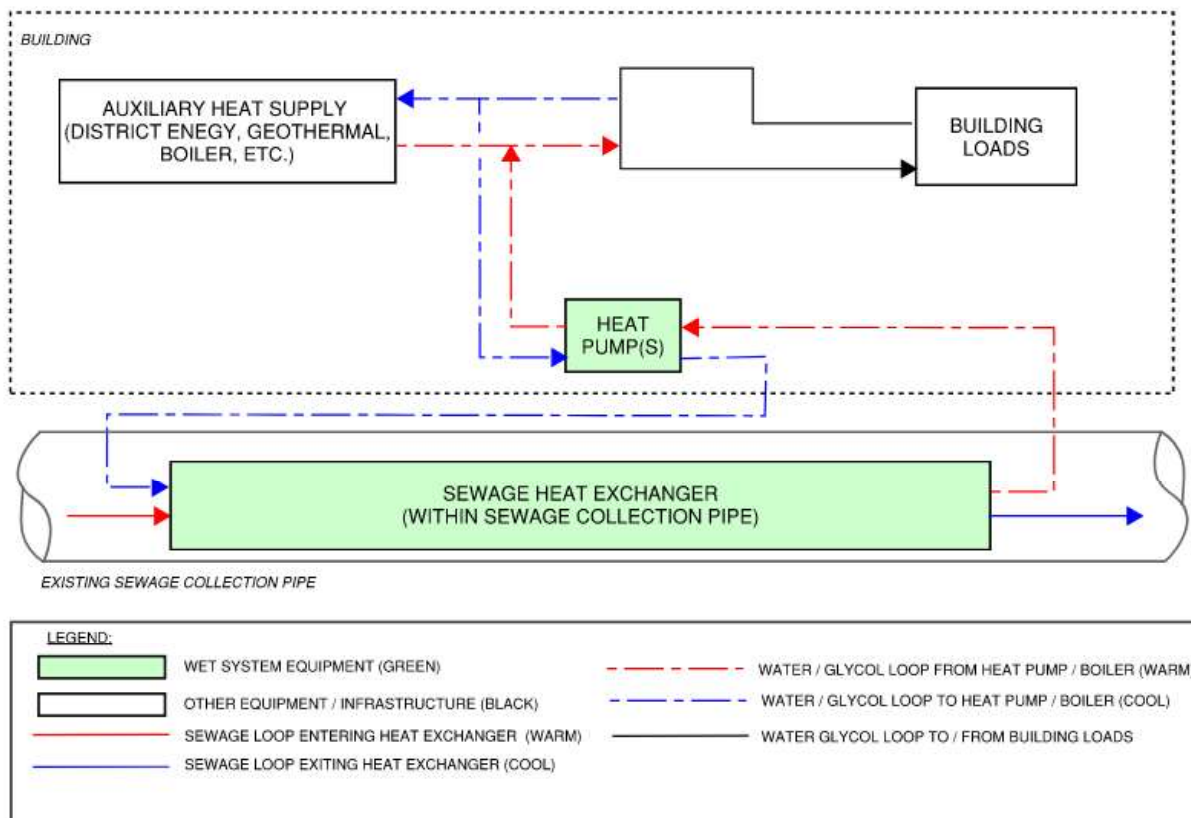 BUILDING
AUXILIARY HEAT SUPPLY
(DISTRICT ENEGY, GEOTHERMAL,
BOILER, ETC.)
BUILDING
LOADS
HEAT
PUMP(S)
SEWAGE HEAT EXCHANGER
(WITHIN SEWAGE COLLECTION PIPE)
EXISTING SEWAGE COLLECTION PIPE
LEGEND:
WET SYSTEM EQUIPMENT (GREEN)
OTHER EQUIPMENT / INFRASTRUCTURE (BLACK)
SEWAGE LOOP ENTERING HEAT EXCHANGER (WARM)
SEWAGE LOOP EXITING HEAT EXCHANGER (COOL)
WATER / GLYCOL LOOP FROM HEAT PUMP / BOILER (WARM)
WATER / GLYCOL LOOP TO HEAT PUMP / BOILER (COOL)
WATER GLYCOL LOOP TO / FROM BUILDING LOADS